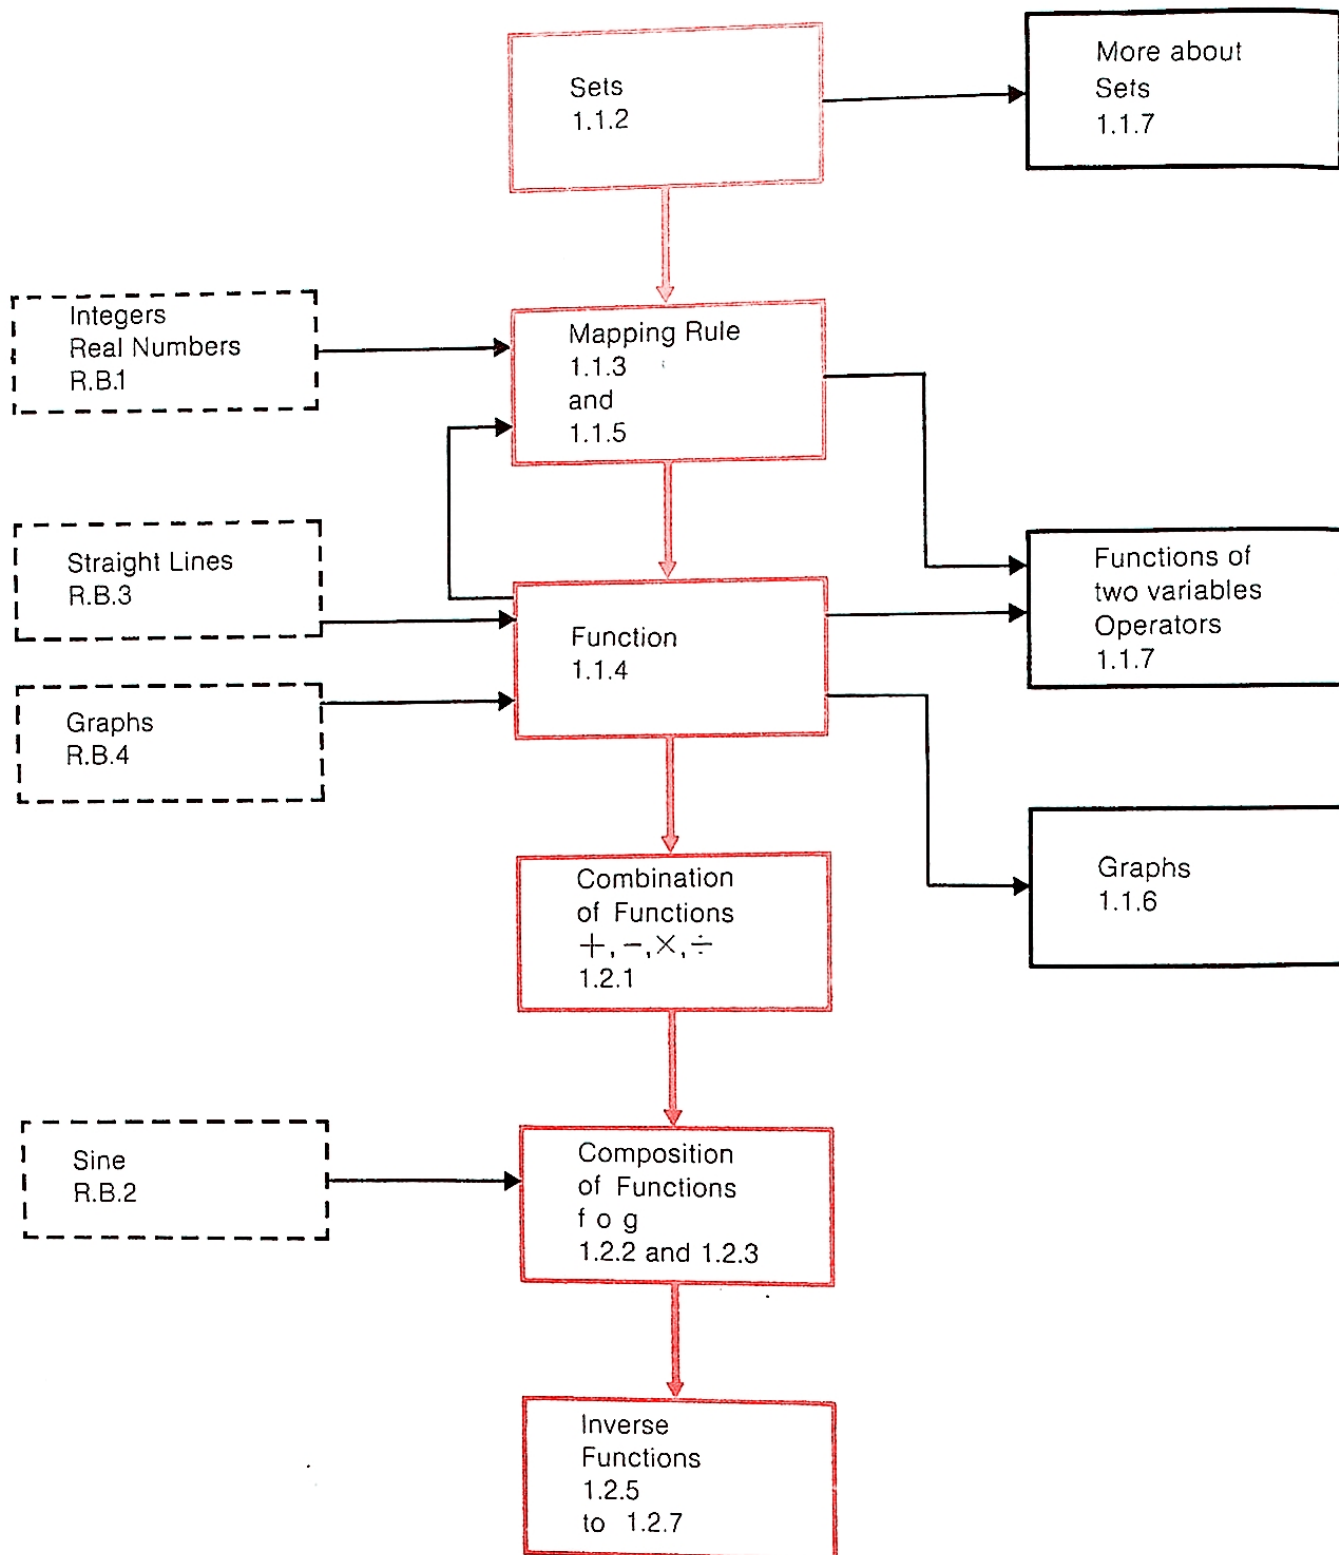 Sets
1.1.2
More about
Sets
1.1.7
Integers
Real Numbers
R.B.1
Mapping Rule
1.1.3
and
1.1.5
Straight Lines
R.B.3
Function
1.1.4
Functions of
two variables
Operators
1.1.7
Graphs
R.B.4
Combination
of Functions
+, −, ×, ÷
1.2.1
Graphs
1.1.6
Sine
R.B.2
Composition
of Functions
f o g
1.2.2 and 1.2.3
Inverse
Functions
1.2.5
to 1.2.7